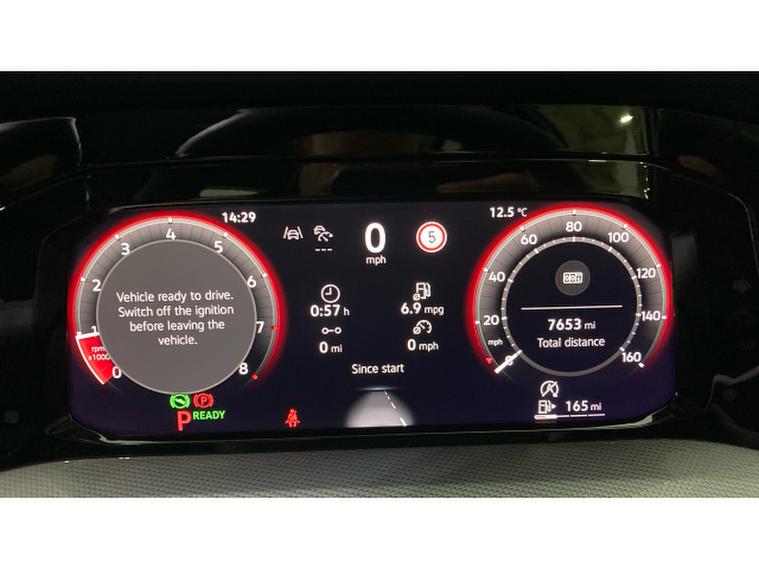 14:29
12.5 °C
0
mph
5
---
Vehicle ready to drive.
Switch off the ignition
before leaving the
vehicle.
0
1
2
3
4
5
6
7
8
rpm
x1000
0:57 h
6.9 mpg
0 mi
0 mph
Since start
0
20
40
60
80
100
120
140
160
mph
7653 mi
Total distance
P
P READY
165 mi